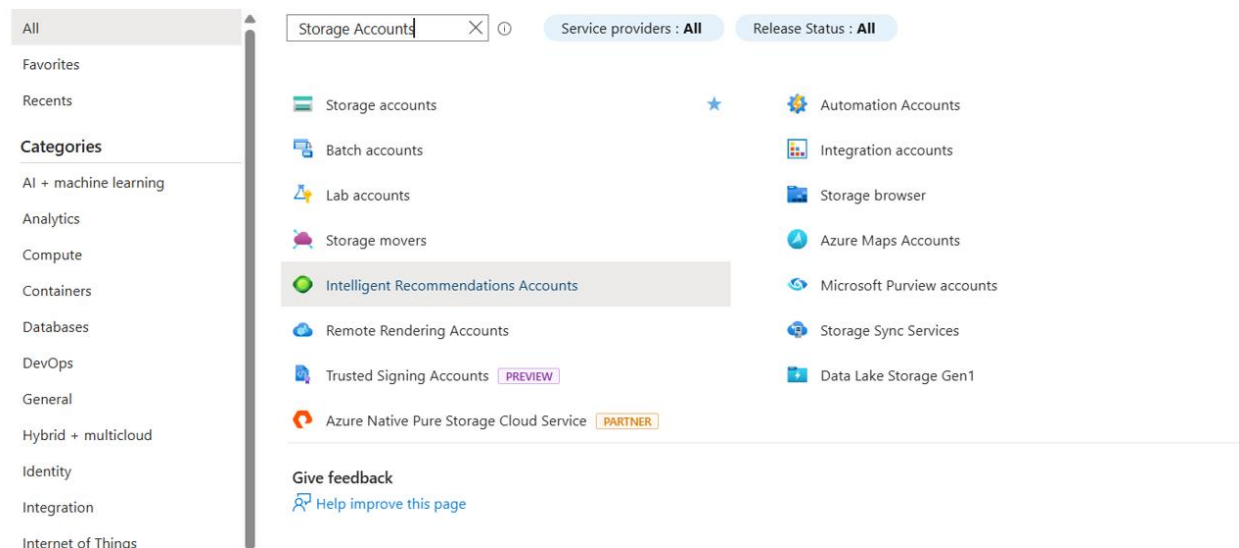 All
Favorites
Recents
Categories
AI + machine learning
Analytics
Compute
Containers
Databases
DevOps
General
Hybrid + multicloud
Identity
Integration
Internet of Things
Storage Accounts
Service providers : All
Release Status : All
Storage accounts
Automation Accounts
Batch accounts
Integration accounts
Lab accounts
Storage browser
Storage movers
Azure Maps Accounts
Intelligent Recommendations Accounts
Microsoft Purview accounts
Remote Rendering Accounts
Storage Sync Services
Trusted Signing Accounts PREVIEW
Data Lake Storage Gen1
Azure Native Pure Storage Cloud Service PARTNER
Give feedback
Help improve this page